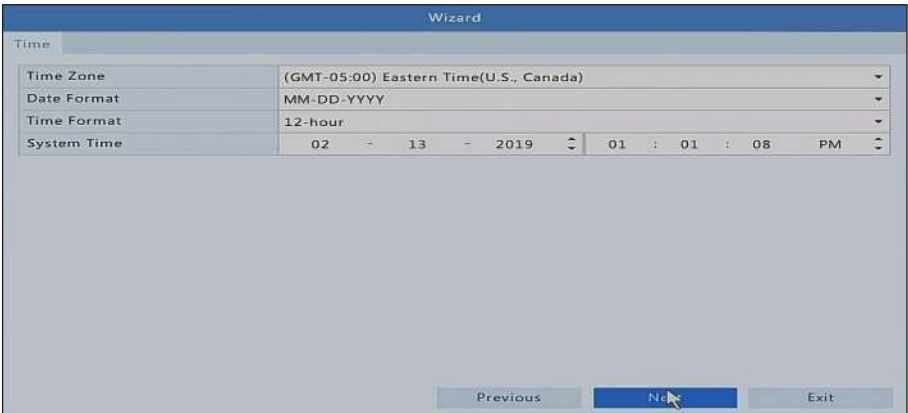 Wizard
Time
Time Zone (GMT-05:00) Eastern Time(U.S., Canada)
Date Format MM-DD-YYYY
Time Format 12-hour
System Time 02 - 13 - 2019 01 : 01 : 08 PM
Previous Next Exit